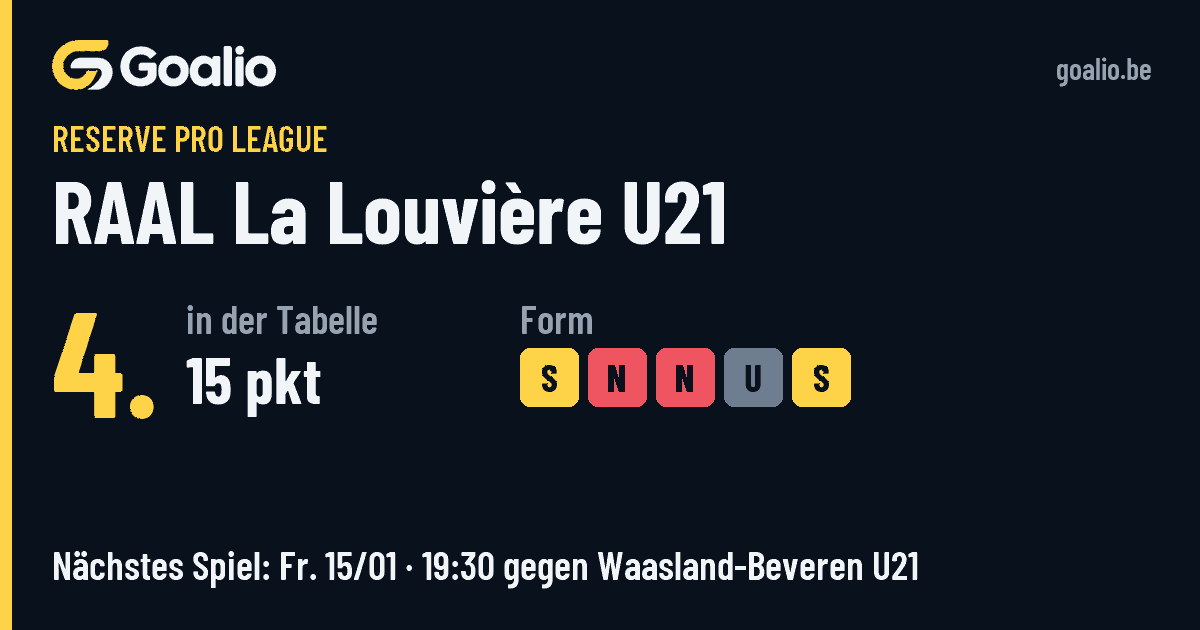 Goalio
goalio.be
RESERVE PRO LEAGUE
RAAL La Louvière U21
4.
in der Tabelle
15 pkt
Form
S N N U S
Nächstes Spiel: Fr. 15/01 · 19:30 gegen Waasland-Beveren U21